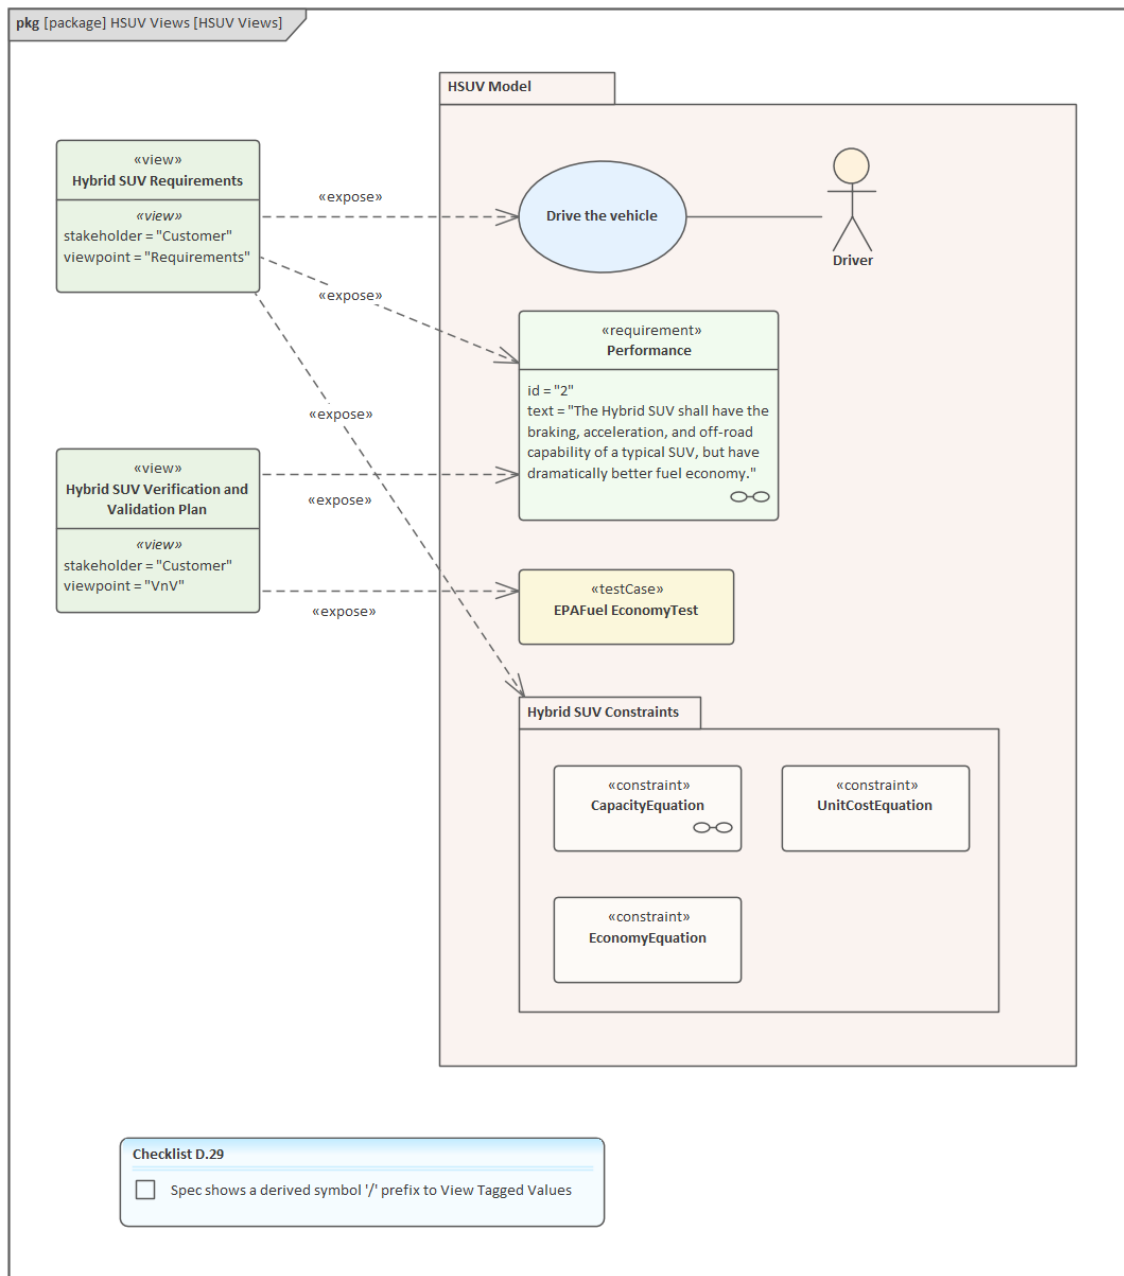 pkg [package] HSUV Views [HSUV Views]
HSUV Model
«view»
Hybrid SUV Requirements
«view»
stakeholder = "Customer"
viewpoint = "Requirements"
«expose»
Drive the vehicle
Driver
«expose»
«requirement»
Performance
id = "2"
text = "The Hybrid SUV shall have the
braking, acceleration, and off-road
capability of a typical SUV, but have
dramatically better fuel economy."
«expose»
«view»
Hybrid SUV Verification and
Validation Plan
«view»
stakeholder = "Customer"
viewpoint = "VnV"
«expose»
«expose»
«testCase»
EPAFuel EconomyTest
Hybrid SUV Constraints
«constraint»
CapacityEquation
«constraint»
UnitCostEquation
«constraint»
EconomyEquation
Checklist D.29
Spec shows a derived symbol '/' prefix to View Tagged Values